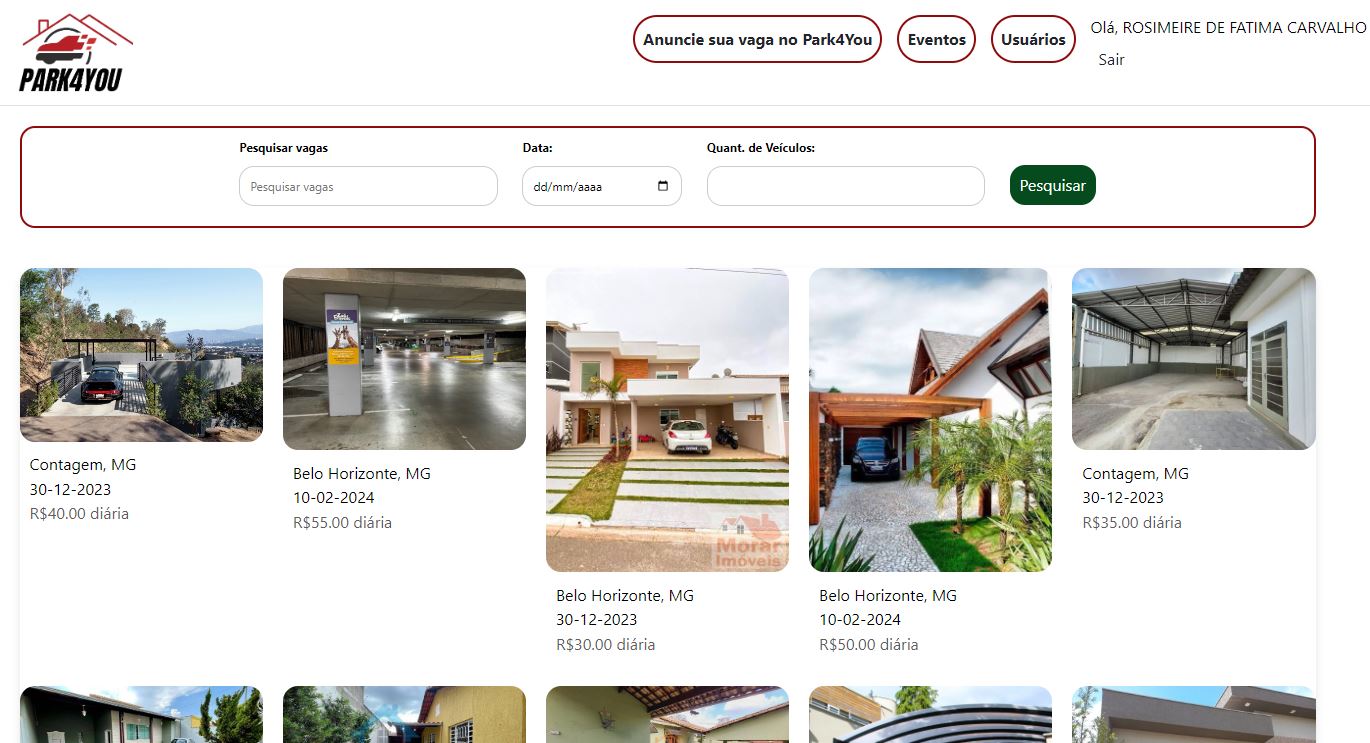 PARK4YOU
Anuncie sua vaga no Park4You
Eventos
Usuários
Olá, ROSIMEIRE DE FATIMA CARVALHO
Sair
Pesquisar vagas
Data:
Quant. de Veículos:
Pesquisar vagas
dd/mm/aaaa
Pesquisar
Contagem, MG
30-12-2023
R$40.00 diária
Belo Horizonte, MG
10-02-2024
R$55.00 diária
Morar
Imóveis
Belo Horizonte, MG
30-12-2023
R$30.00 diária
Belo Horizonte, MG
10-02-2024
R$50.00 diária
Contagem, MG
30-12-2023
R$35.00 diária